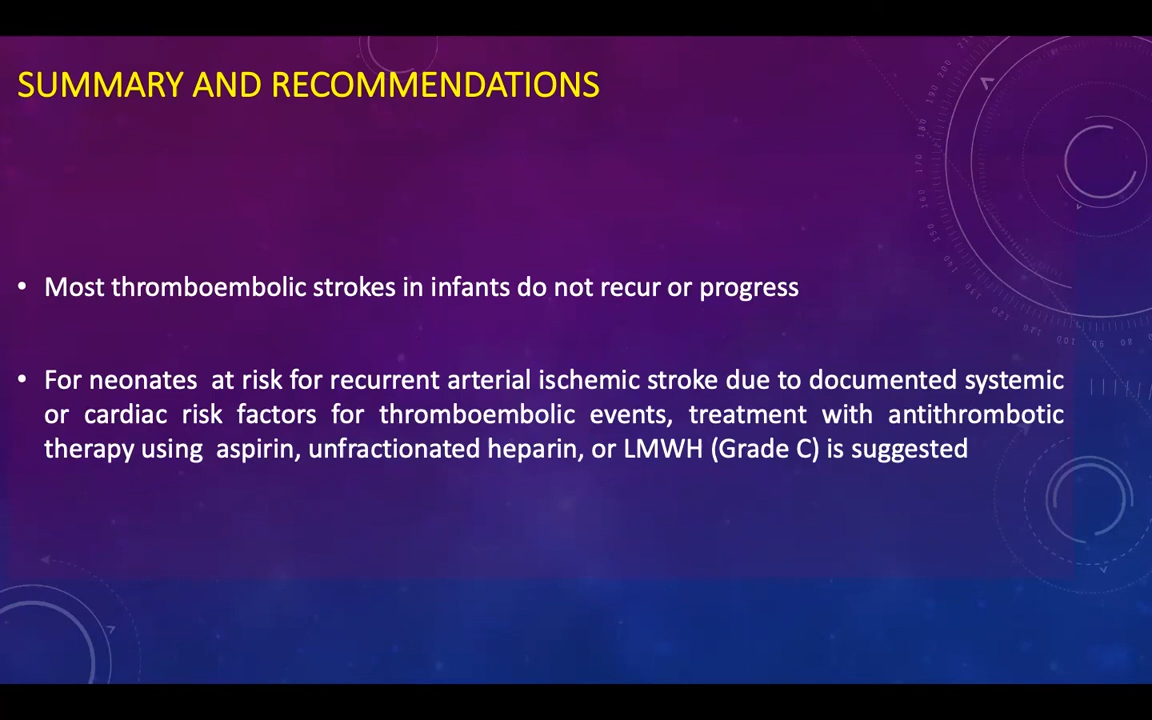 SUMMARY AND RECOMMENDATIONS
• Most thromboembolic strokes in infants do not recur or progress
• For neonates at risk for recurrent arterial ischemic stroke due to documented systemic
or cardiac risk factors for thromboembolic events, treatment with antithrombotic
therapy using aspirin, unfractionated heparin, or LMWH (Grade C) is suggested